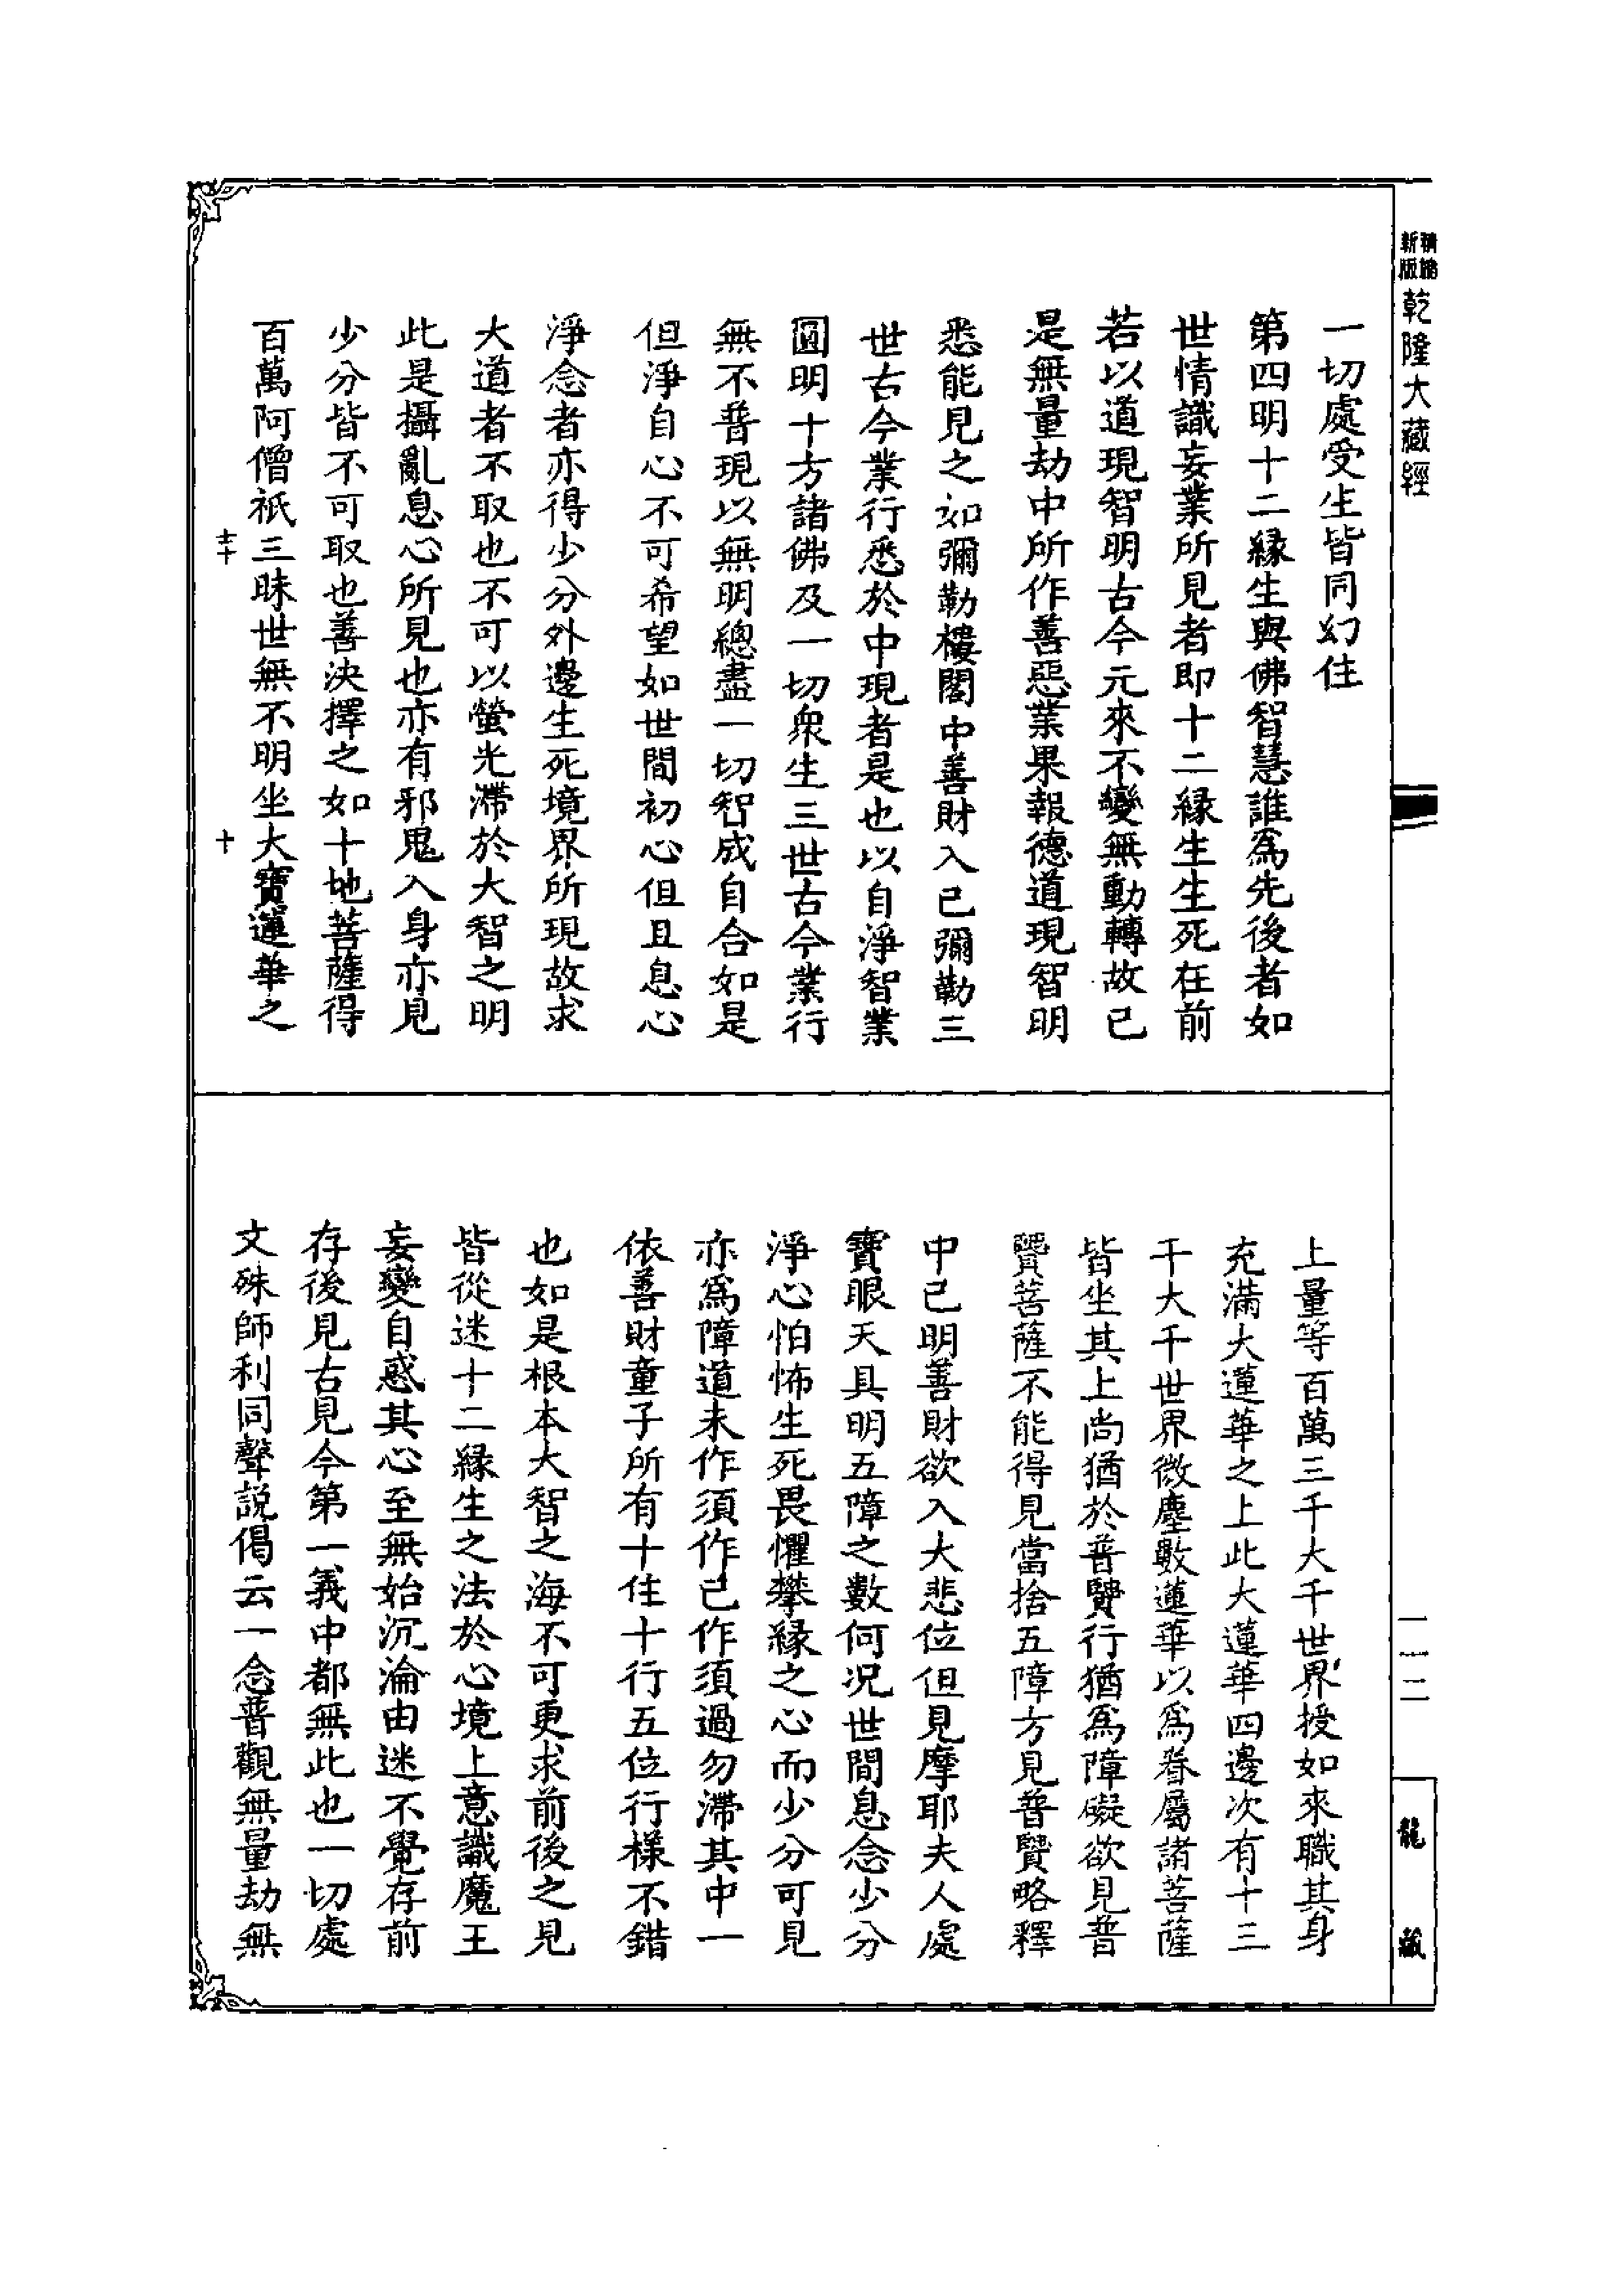 新版
精縮
乾隆大藏經
一切處受生皆同幻住
第四明十二緣生與佛智慧誰爲先後者如
世情識妄業所見者即十二緣生生死在前
若以道現智明古今元來不變無動轉故已
是無量劫中所作善惡業果報德道現智明
悉能見之如彌勒樓閣中善財入已彌勒三
世古今業行悉於中現者是也以自淨智業
圓明十方諸佛及一切衆生三世古今業行
無不普現以無明總盡一切智成自合如是
但淨自心不可希望如世間初心但且息心
淨念者亦得少分外邊生死境界所現故求
大道者不取也不可以螢光滯於大智之明
此是攝亂息心所見也亦有邪鬼入身亦見
少分皆不可取也善決擇之如十地菩薩得
百萬阿僧祇三昧世無不明坐大寶蓮華之
十
上量等百萬三千大千世界授如來職其身
充滿大蓮華之上此大蓮華四邊次有十三
千大千世界微塵數蓮華以爲眷屬諸菩薩
皆坐其上尚猶於普賢行猶爲障礙欲見普
賢菩薩不能得見當捨五障方見普賢略釋
中已明善財欲入大悲位但見摩耶夫人處
寶眼天具明五障之數何況世間息念少分
淨心怕怖生死畏懼攀緣之心而少分可見
亦爲障道未作須作已作須過勿滯其中一
依善財童子所有十住十行五位行樣不錯
也如是根本大智之海不可更求前後之見
皆從迷十二緣生之法於心境上意識魔王
妄變自惑其心至無始沉淪由迷不覺存前
存後見古見今第一義中都無此也一切處
文殊師利同聲說偈云一念普觀無量劫無
一一二
龍藏